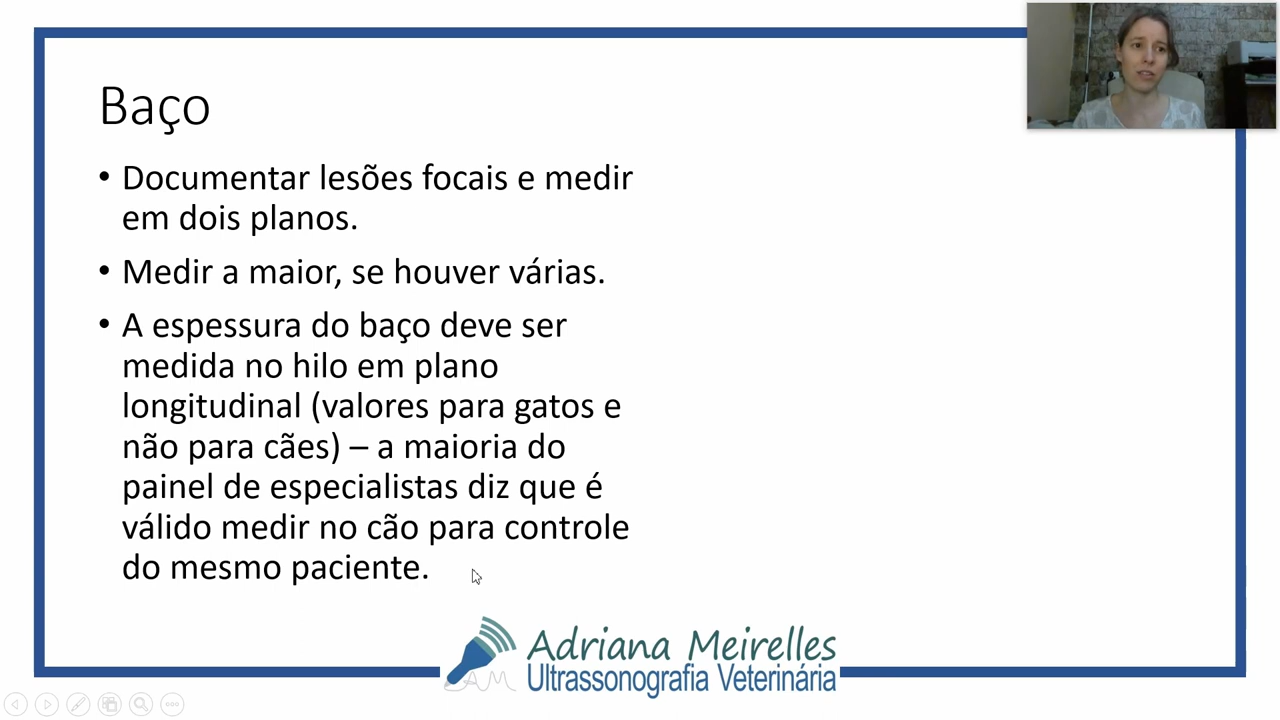 Baço
• Documentar lesões focais e medir
em dois planos.
• Medir a maior, se houver várias.
• A espessura do baço deve ser
medida no hilo em plano
longitudinal (valores para gatos e
não para cães) – a maioria do
painel de especialistas diz que é
válido medir no cão para controle
do mesmo paciente.
Adriana Meirelles
AM Ultrassonografia Veterinária